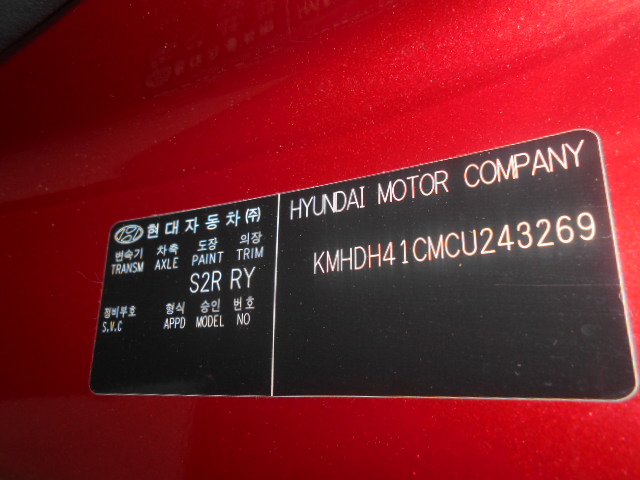 현대자동차㈜
변속기 차축 도장 의장
TRANSM AXLE PAINT TRIM
S2R RY
정비부호 형식 승인 번호
S.V.C APPD MODEL NO
HYUNDAI MOTOR COMPANY
KMHDH41CMCU243269